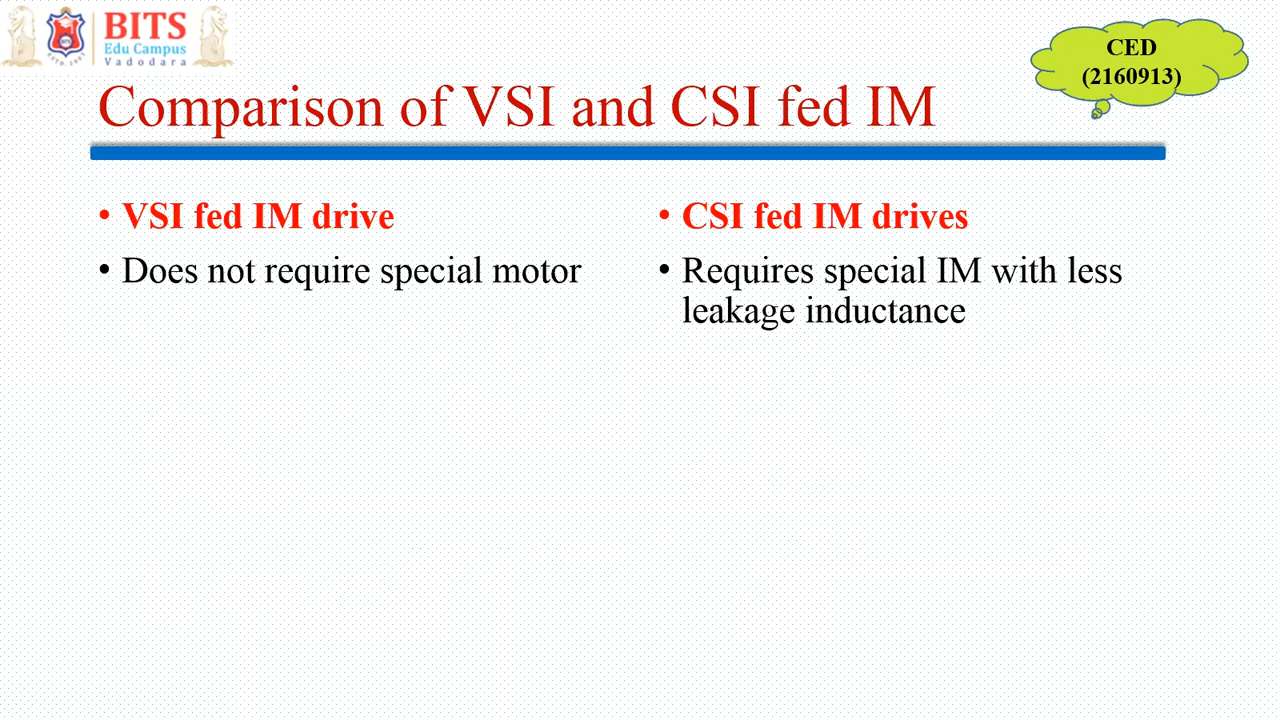 BITS
Edu Campus
Vadodara
CED
(2160913)
Comparison of VSI and CSI fed IM
• VSI fed IM drive
• Does not require special motor
• CSI fed IM drives
• Requires special IM with less
leakage inductance